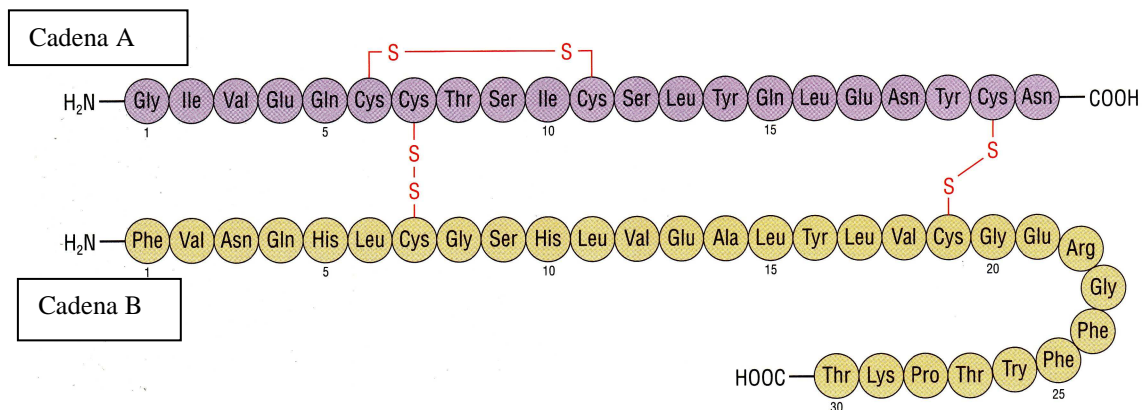 Cadena A
S S
H₂N Gly Ile Val Glu Gln Cys Cys Thr Ser Ile Cys Ser Leu Tyr Gln Leu Glu Asn Tyr Cys Asn COOH
1 5 10 15
S S
S S
H₂N Phe Val Asn Gln His Leu Cys Gly Ser His Leu Val Glu Ala Leu Tyr Leu Val Cys Gly Glu Arg
1 5 10 15 20
Gly
Cadena B
Phe
HOOC Thr Lys Pro Thr Try Phe
30 25